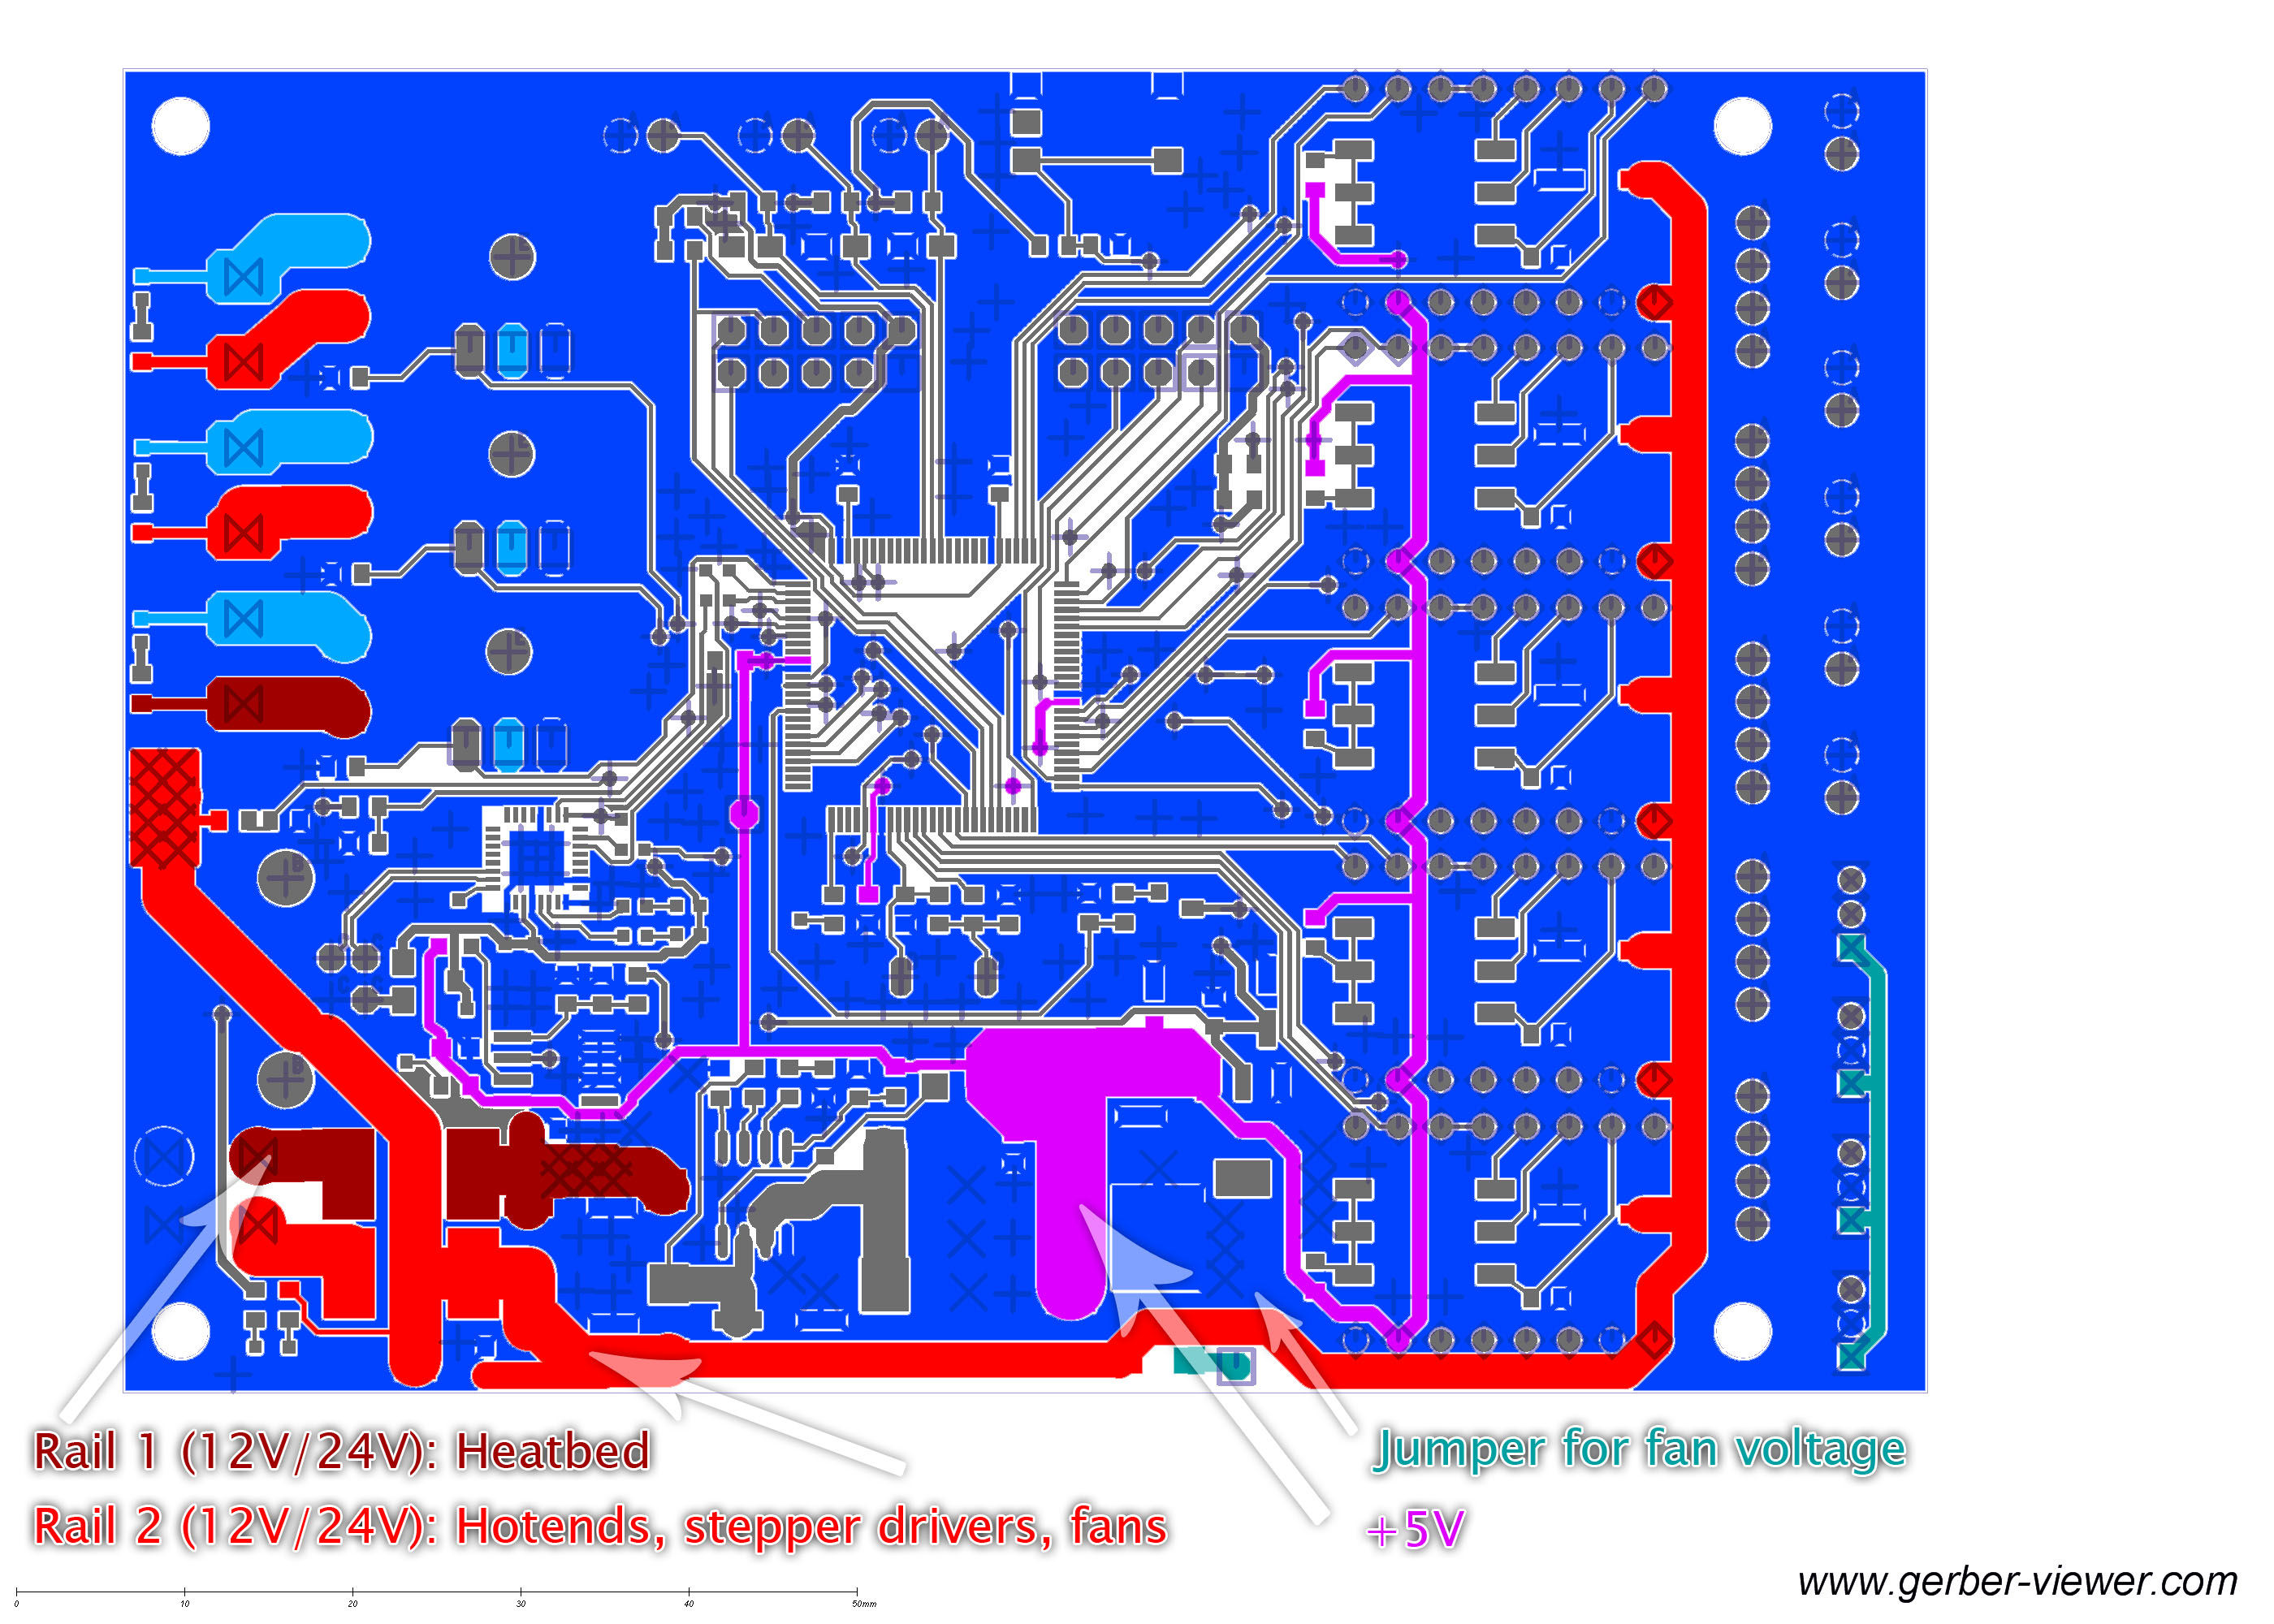 Rail 1 (12V/24V): Heatbed
Jumper for fan voltage
Rail 2 (12V/24V): Hotends, stepper drivers, fans
+5V
www.gerber-viewer.com
0 10 20 30 40 50mm